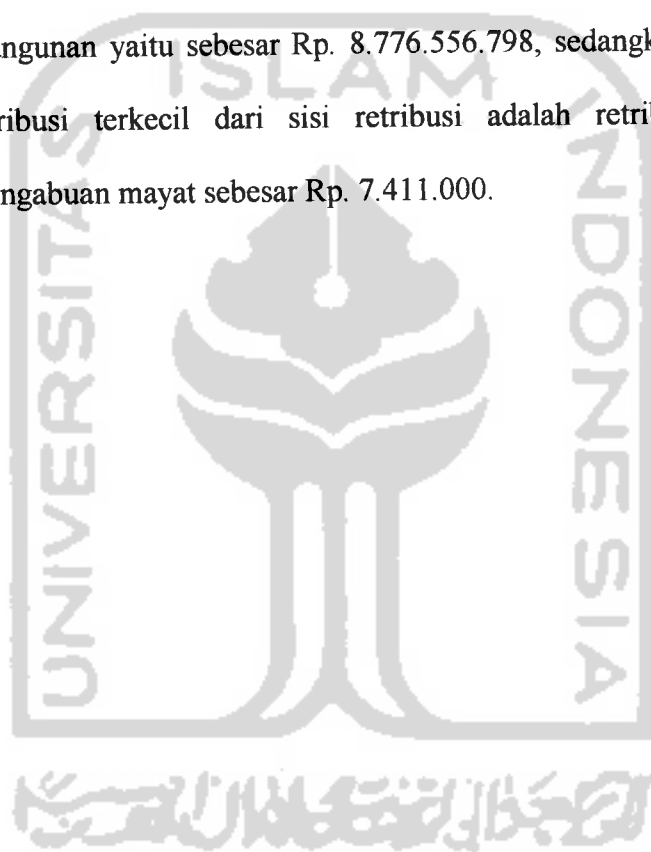 angunan yaitu sebesar Rp. 8.776.556.798, sedangk
ribusi terkecil dari sisi retribusi adalah retril
ngabuan mayat sebesar Rp. 7.411.000.
ISLAM
UNIVERSITAS
INDONESIA